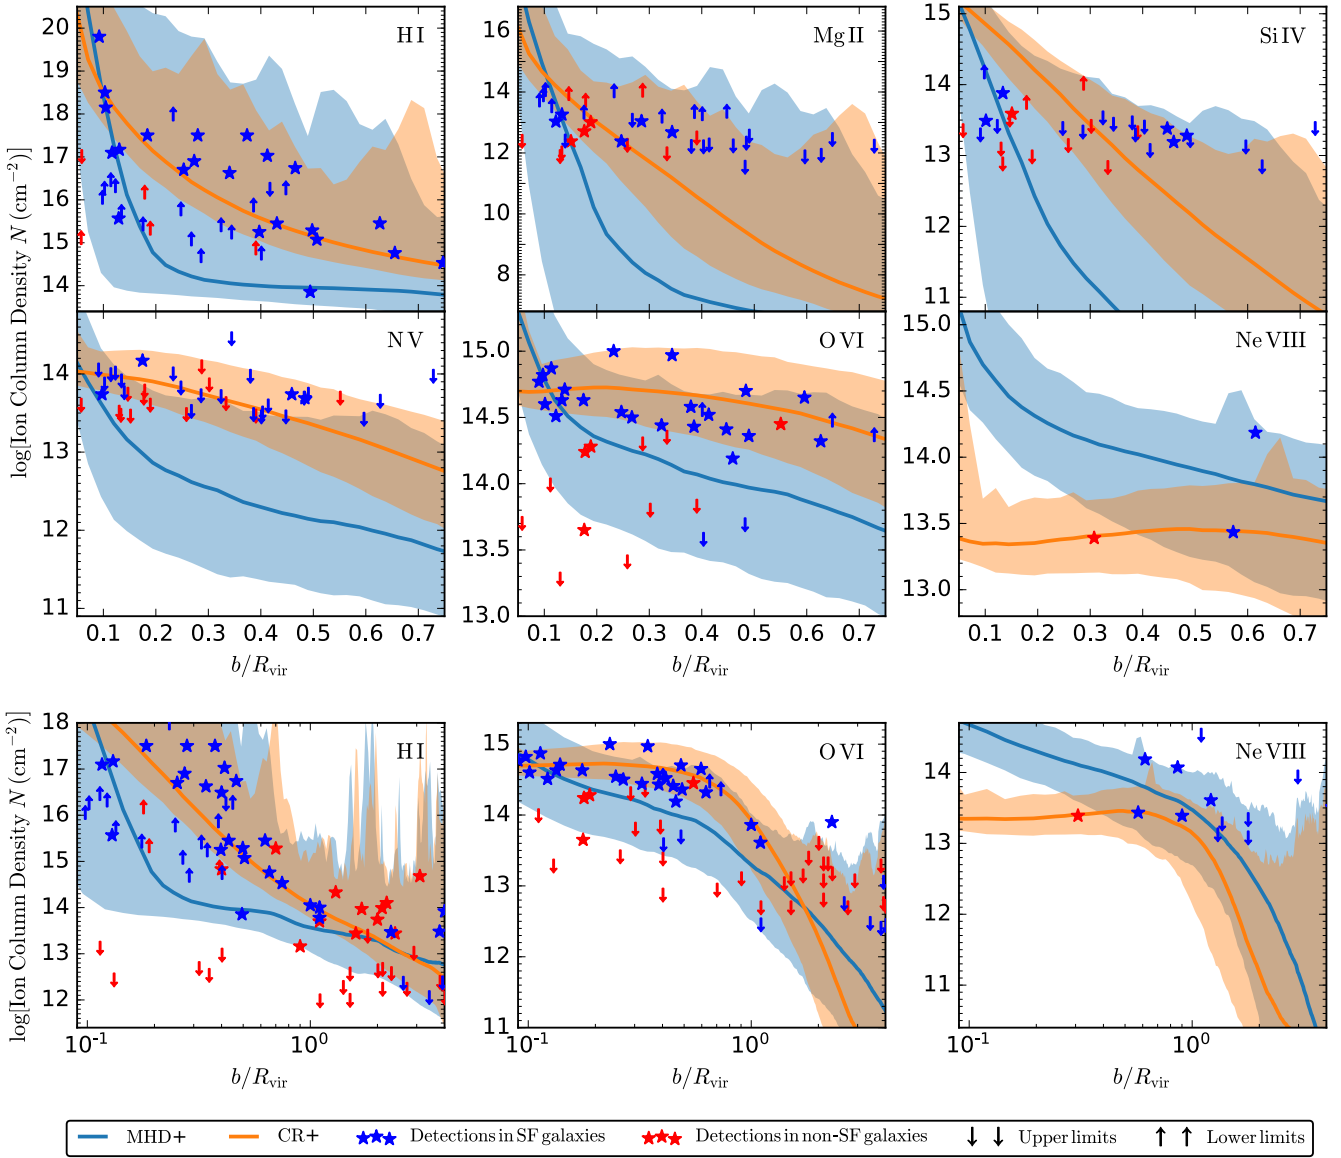 log[Ion Column Density N (cm⁻²)]
20
19
18
17
16
15
14
H I
16
14
12
10
8
Mg II
15
14
13
12
11
Si IV
14
13
12
11
N V
15.0
14.5
14.0
13.5
13.0
O VI
15.0
14.5
14.0
13.5
13.0
Ne VIII
0.1 0.2 0.3 0.4 0.5 0.6 0.7
0.1 0.2 0.3 0.4 0.5 0.6 0.7
0.1 0.2 0.3 0.4 0.5 0.6 0.7
b/R_vir
b/R_vir
b/R_vir
log[Ion Column Density N (cm⁻²)]
18
17
16
15
14
13
12
H I
15
14
13
12
11
O VI
14
13
12
11
Ne VIII
10⁻¹ 10⁰
10⁻¹ 10⁰
10⁻¹ 10⁰
b/R_vir
b/R_vir
b/R_vir
MHD+ CR+ Detections in SF galaxies Detections in non-SF galaxies Upper limits Lower limits